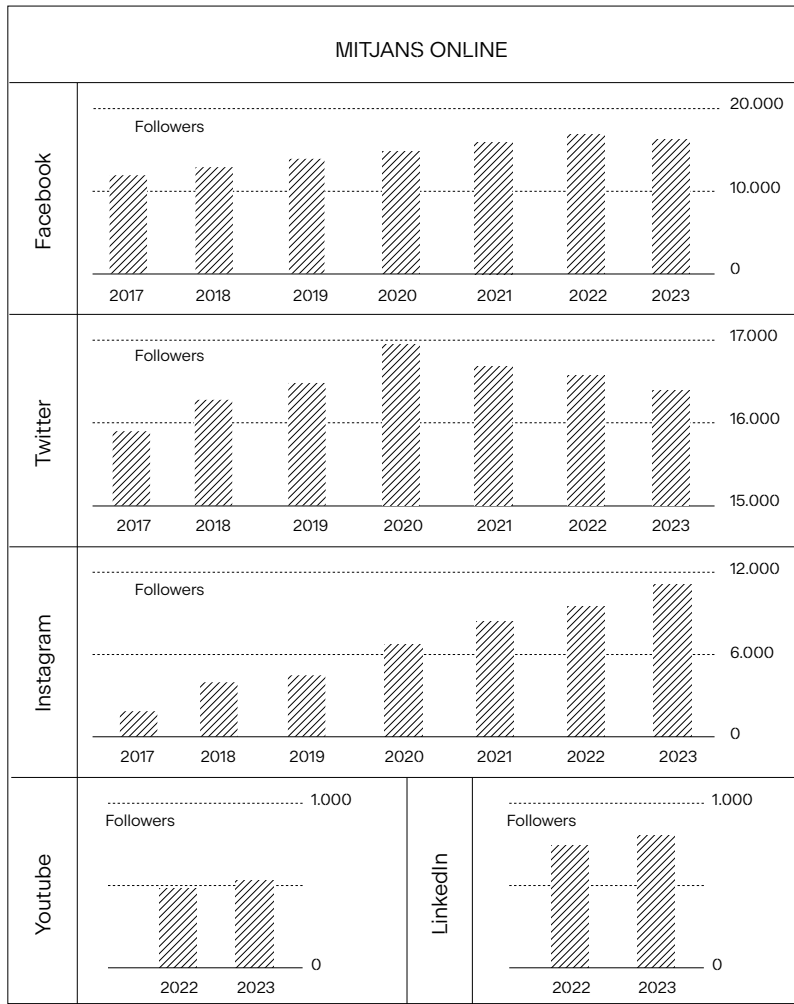 MITJANS ONLINE
Facebook
Followers
20.000
10.000
0
2017 2018 2019 2020 2021 2022 2023
Twitter
Followers
17.000
16.000
15.000
2017 2018 2019 2020 2021 2022 2023
Instagram
Followers
12.000
6.000
0
2017 2018 2019 2020 2021 2022 2023
Youtube
Followers
1.000
0
2022 2023
LinkedIn
Followers
1.000
0
2022 2023